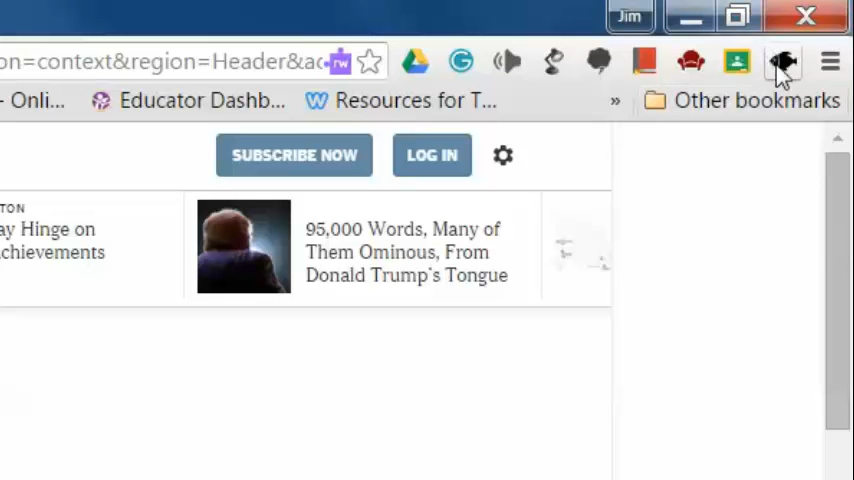 Jim
on=context&region=Header&ac
rw
- Onli...
Educator Dashb...
Resources for T...
»
Other bookmarks
SUBSCRIBE NOW
LOG IN
TON
ay Hinge on
chievements
95,000 Words, Many of
Them Ominous, From
Donald Trump's Tongue